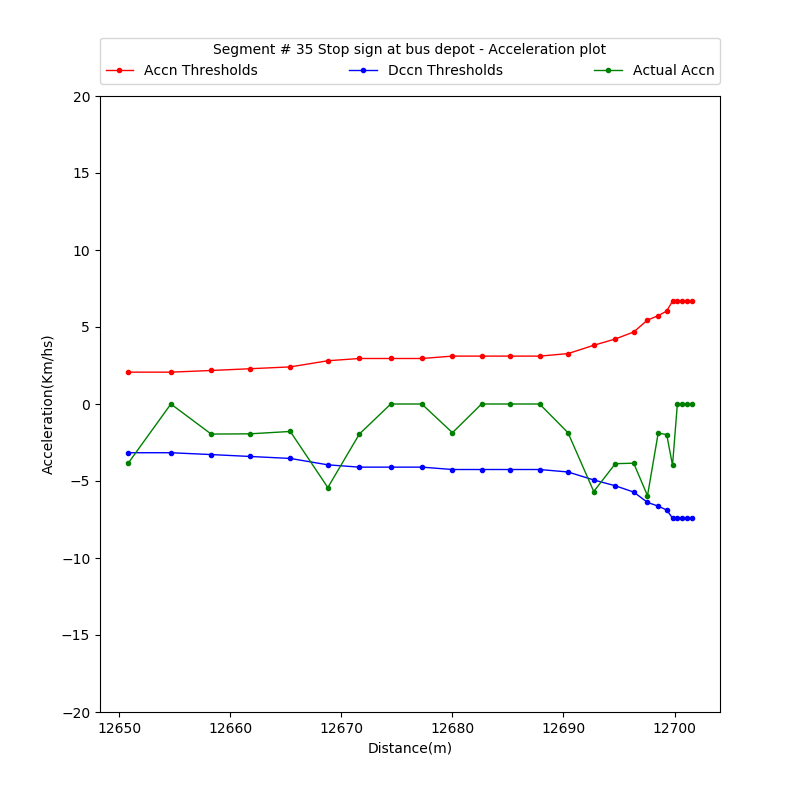 Segment # 35 Stop sign at bus depot - Acceleration plot
Accn Thresholds Dccn Thresholds Actual Accn
20
15
10
5
0
−5
−10
−15
−20
Acceleration(Km/hs)
12650 12660 12670 12680 12690 12700
Distance(m)